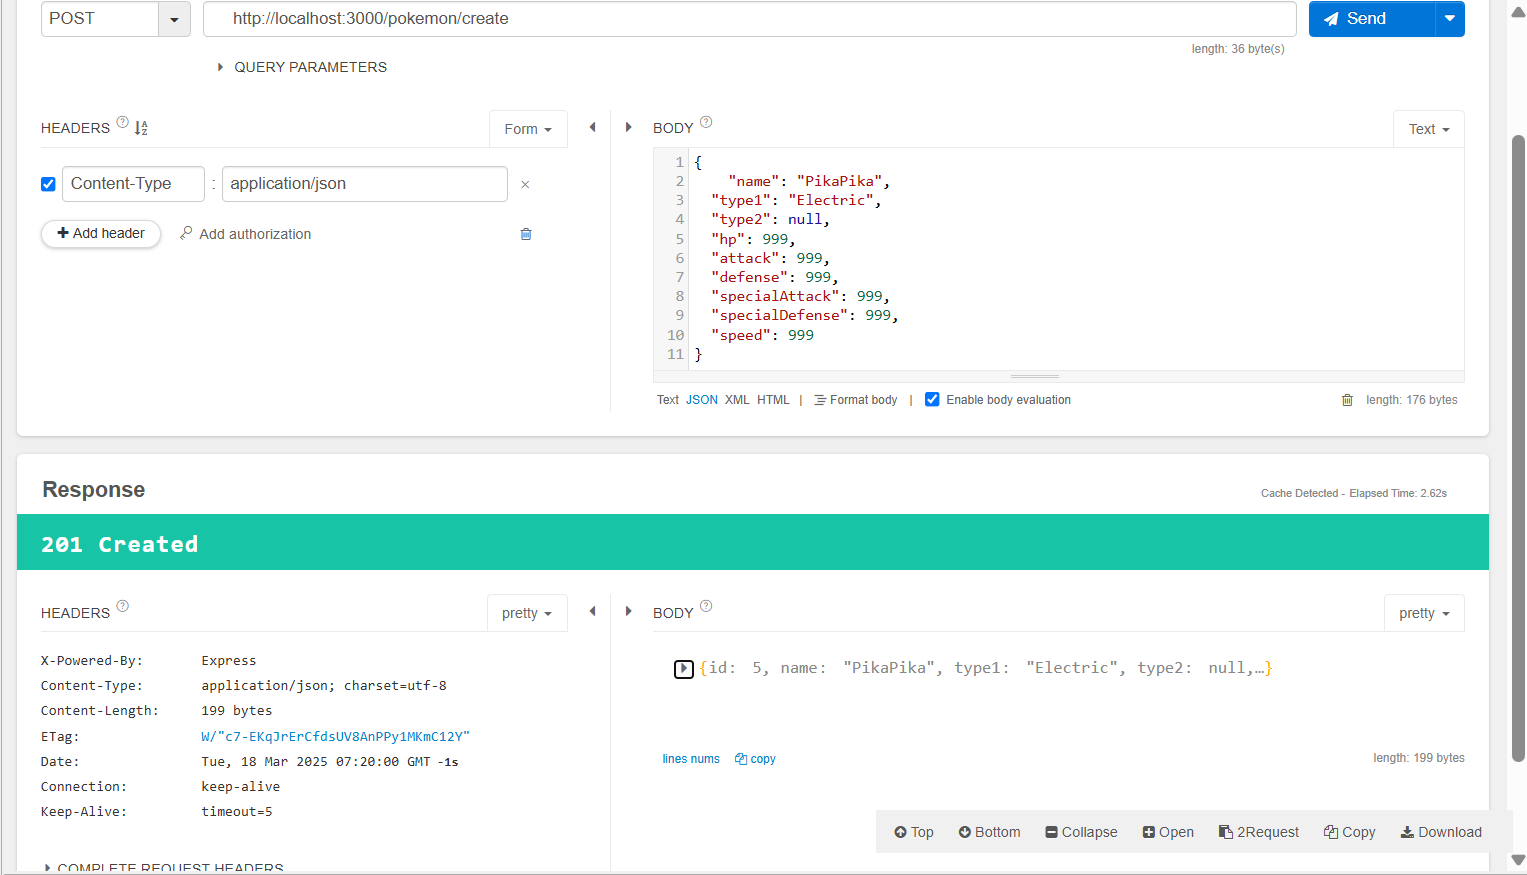 POST
http://localhost:3000/pokemon/create
Send
length: 36 byte(s)
QUERY PARAMETERS
HEADERS ? AZ
Form
BODY ?
Text
Content-Type : application/json ×
Add header
Add authorization
1 {
2     "name": "PikaPika",
3   "type1": "Electric",
4   "type2": null,
5   "hp": 999,
6   "attack": 999,
7   "defense": 999,
8   "specialAttack": 999,
9   "specialDefense": 999,
10   "speed": 999
11 }
Text JSON XML HTML | Format body | Enable body evaluation
length: 176 bytes
Response
Cache Detected - Elapsed Time: 2.62s
201 Created
HEADERS ?
pretty
BODY ?
pretty
X-Powered-By: Express
Content-Type: application/json; charset=utf-8
Content-Length: 199 bytes
ETag: W/"c7-EKqJrErCfdsUV8AnPPy1MKmC12Y"
Date: Tue, 18 Mar 2025 07:20:00 GMT -1s
Connection: keep-alive
Keep-Alive: timeout=5
{id: 5, name: "PikaPika", type1: "Electric", type2: null,…}
lines nums
copy
length: 199 bytes
Top
Bottom
Collapse
Open
2Request
Copy
Download
COMPLETE REQUEST HEADERS